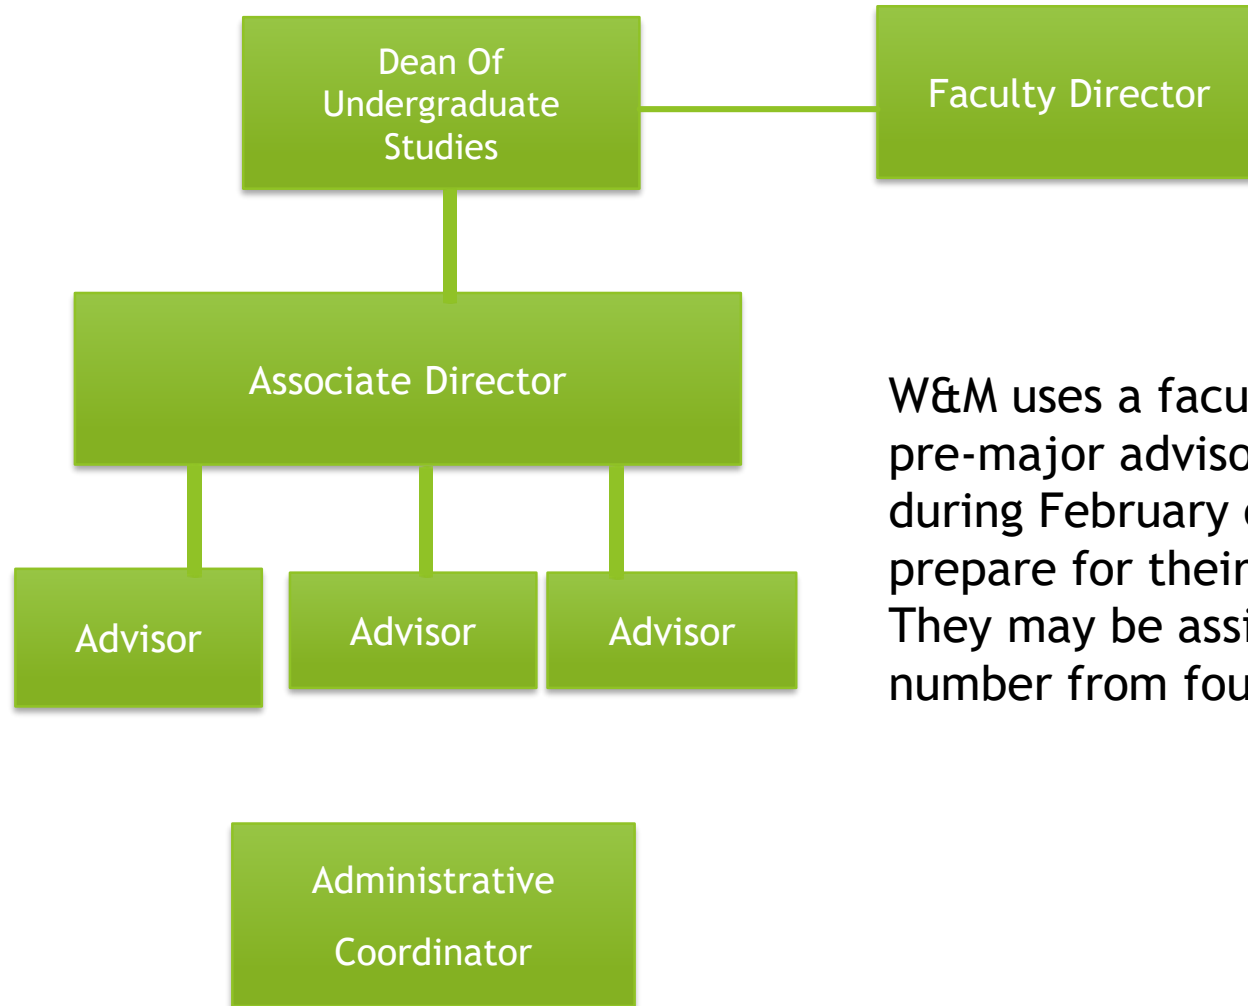 Dean Of
Undergraduate
Studies
Faculty Director
Associate Director
W&M uses a facu
pre-major adviso
during February
prepare for their
They may be assi
number from fou
Advisor
Advisor
Advisor
Administrative
Coordinator